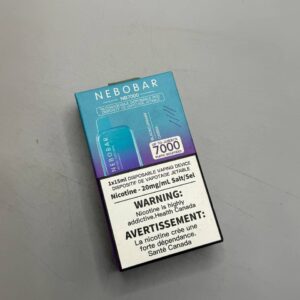 NEBOBAR
NB7000
7000
1x15ml DISPOSABLE VAPING DEVICE
DISPOSITIF DE VAPOTAGE JETABLE
Nicotine - 20mg/mL Salt/Sel
WARNING:
Nicotine is highly
addictive. Health Canada
AVERTISSEMENT:
La nicotine crée une
forte dépendance.
Santé Canada